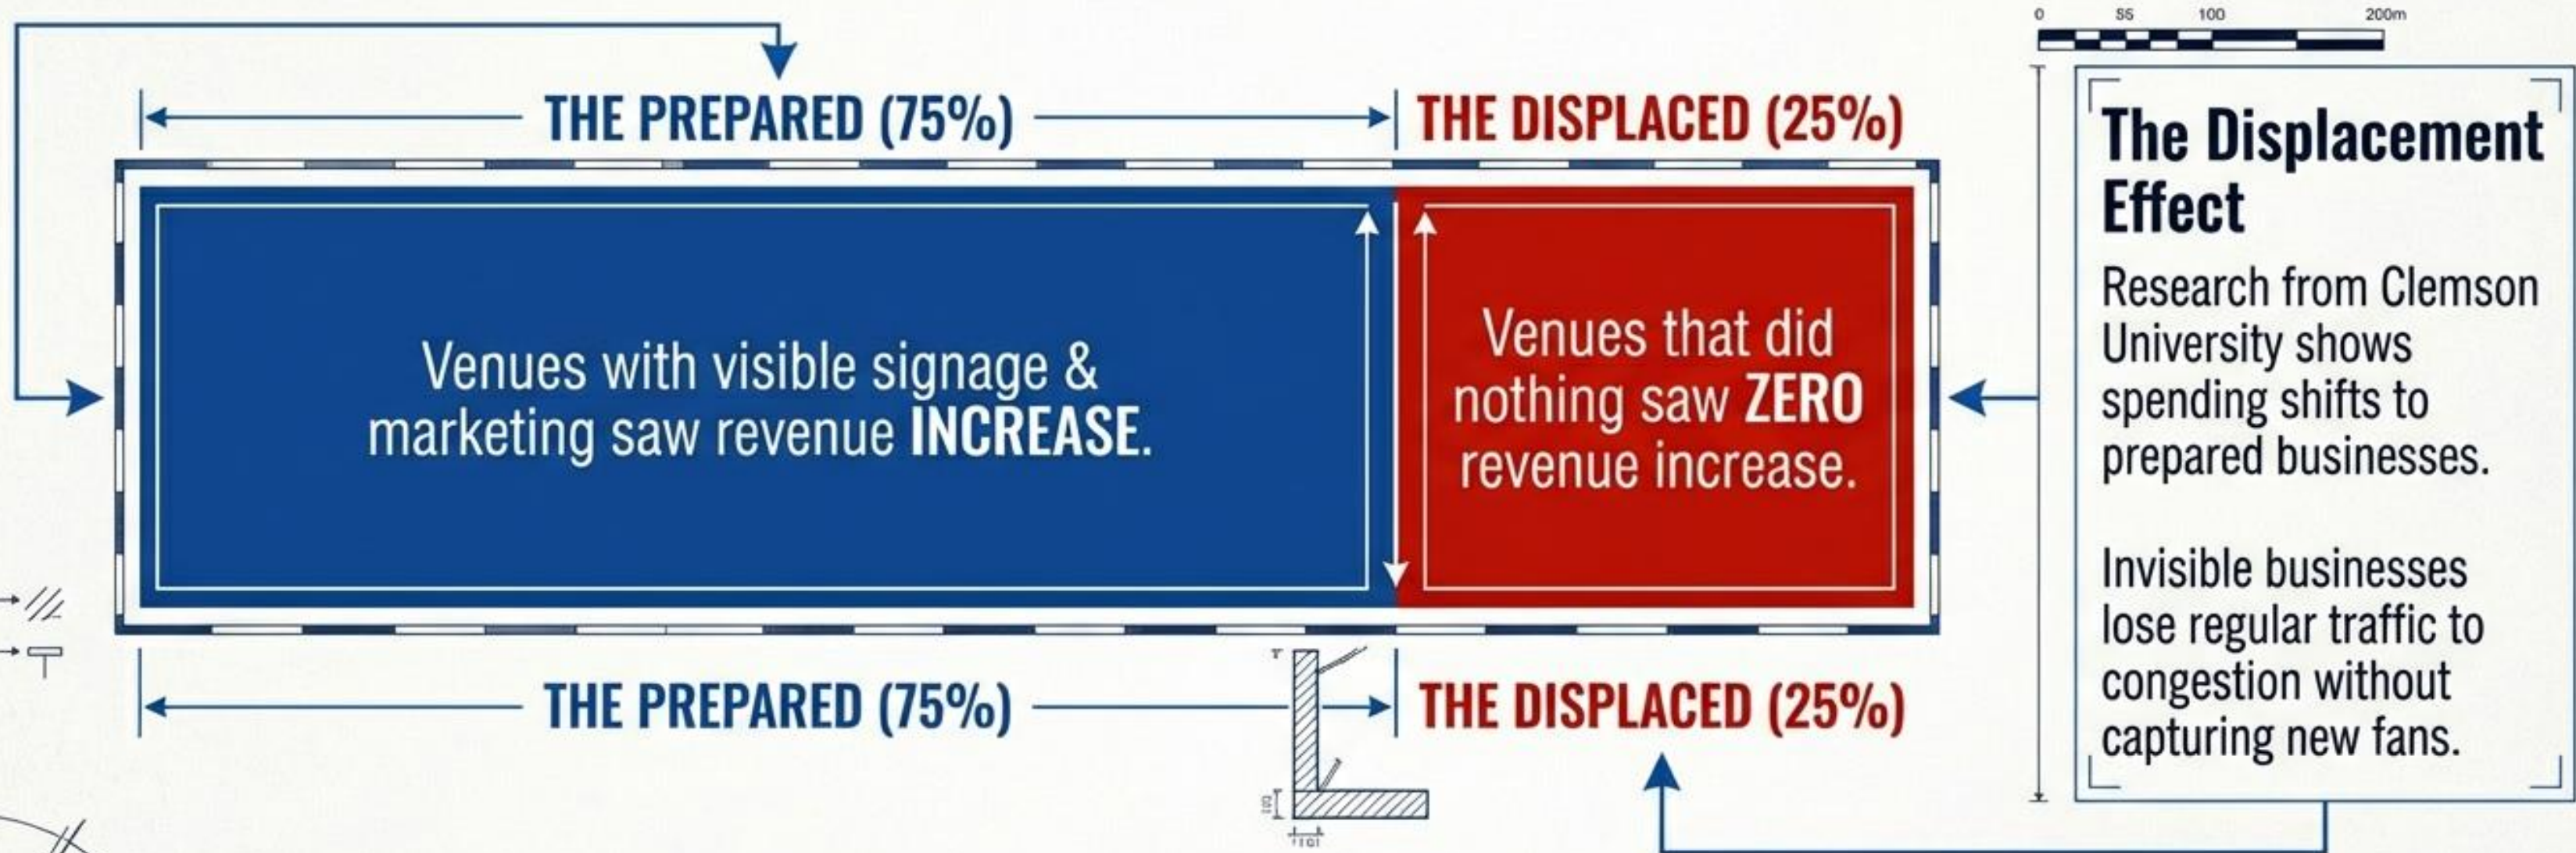 0 55 100 200m
THE PREPARED (75%)
THE DISPLACED (25%)
Venues with visible signage &
marketing saw revenue INCREASE.
Venues that did
nothing saw ZERO
revenue increase.
THE PREPARED (75%)
THE DISPLACED (25%)
The Displacement
Effect
Research from Clemson
University shows
spending shifts to
prepared businesses.
Invisible businesses
lose regular traffic to
congestion without
capturing new fans.